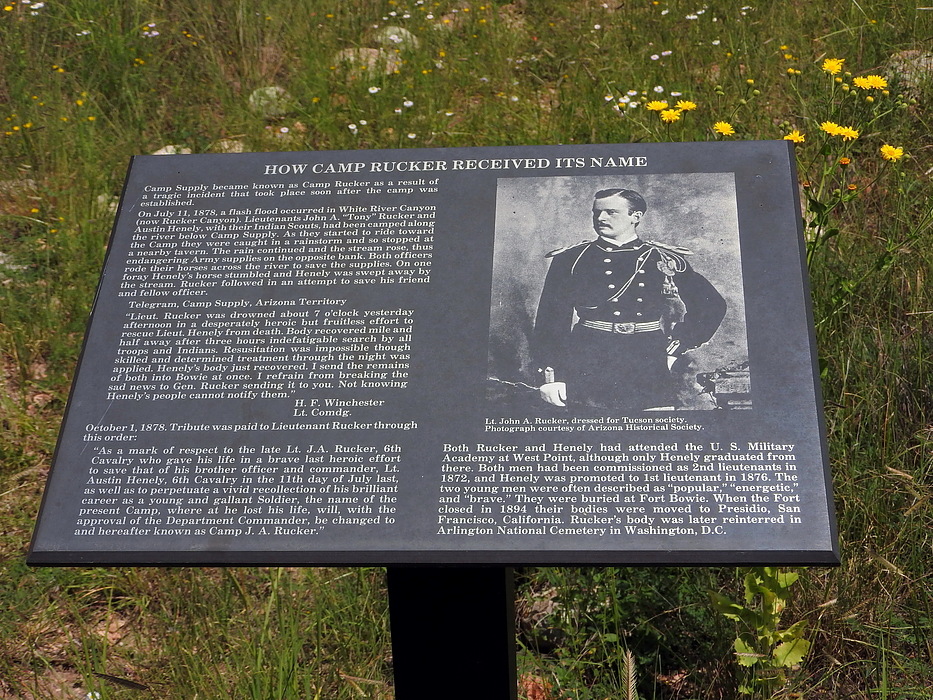 HOW CAMP RUCKER RECEIVED ITS NAME
Camp Supply became known as Camp Rucker as a result of
a tragic incident that took place soon after the camp was
established.
On July 11, 1878, a flash flood occurred in White River Canyon
(now Rucker Canyon). Lieutenants John A. "Tony" Rucker and
Austin Henely, with their Indian Scouts, had been camped along
the river below Camp Supply. As they started to ride toward
the Camp they were caught in a rainstorm and so stopped at
a nearby tavern. The rain continued and the stream rose, thus
endangering Army supplies on the opposite bank. Both officers
rode their horses across the river to save the supplies. On one
foray Henely's horse stumbled and Henely was swept away by
the stream. Rucker followed in an attempt to save his friend
and fellow officer.
Telegram, Camp Supply, Arizona Territory
"Lieut. Rucker was drowned about 7 o'clock yesterday
afternoon in a desperately heroic but fruitless effort to
rescue Lieut. Henely from death. Body recovered mile and
half away after three hours indefatigable search by all
troops and Indians. Resusitation was impossible though
skilled and determined treatment through the night was
applied. Henely's body just recovered. I send the remains
of both into Bowie at once. I refrain from breaking the
sad news to Gen. Rucker sending it to you. Not knowing
Henely's people cannot notify them."
H. F. Winchester
Lt. Comdg.
October 1, 1878. Tribute was paid to Lieutenant Rucker through
this order:
"As a mark of respect to the late Lt. J.A. Rucker, 6th
Cavalry who gave his life in a brave last heroic effort
to save that of his brother officer and commander, Lt.
Austin Henely, 6th Cavalry in the 11th day of July last,
as well as to perpetuate a vivid recollection of his brilliant
career as a young and gallant Soldier, the name of the
present Camp, where at he lost his life, will, with the
approval of the Department Commander, be changed to
and hereafter known as Camp J. A. Rucker."
Lt. John A. Rucker, dressed for Tucson society.
Photograph courtesy of Arizona Historical Society.
Both Rucker and Henely had attended the U. S. Military
Academy at West Point, although only Henely graduated from
there. Both men had been commissioned as 2nd lieutenants in
1872, and Henely was promoted to 1st lieutenant in 1876. The
two young men were often described as "popular," "energetic,"
and "brave." They were buried at Fort Bowie. When the Fort
closed in 1894 their bodies were moved to Presidio, San
Francisco, California. Rucker's body was later reinterred in
Arlington National Cemetery in Washington, D.C.